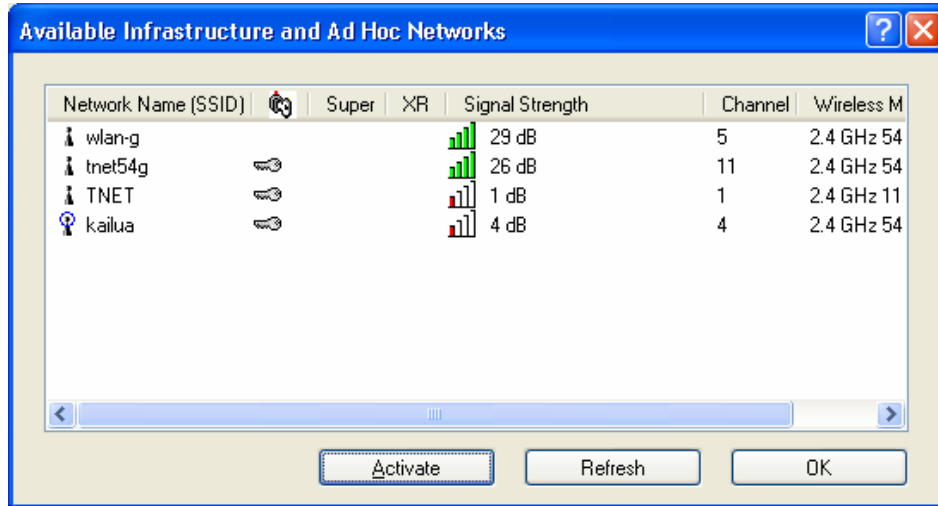 Available Infrastructure and Ad Hoc Networks
Network Name (SSID) Super XR Signal Strength Channel Wireless M
wlan-g 29 dB 5 2.4 GHz 54
tnet54g 26 dB 11 2.4 GHz 54
TNET 1 dB 1 2.4 GHz 11
kailua 4 dB 4 2.4 GHz 54
Activate Refresh OK